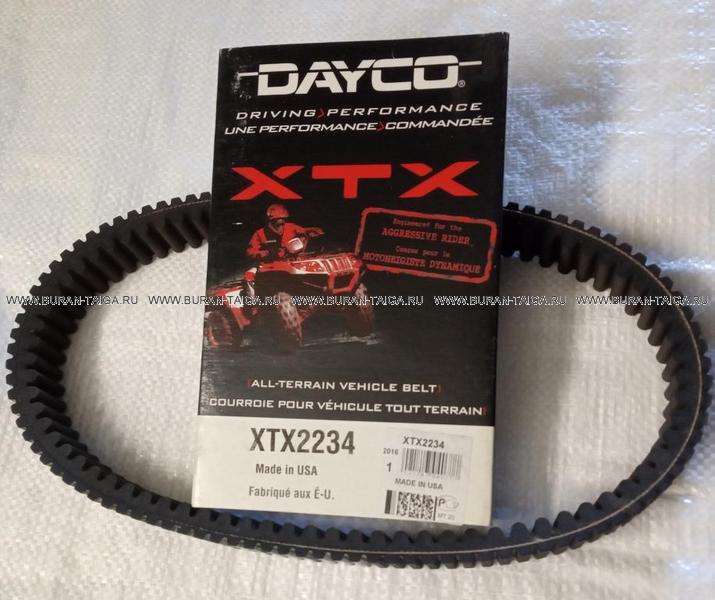 DAYCO®
DRIVING>PERFORMANCE
UNE PERFORMANCE>COMMANDÉE
XTX
Engineered for the
AGGRESSIVE RIDER
Conçue pour le
MOTONEIGISTE DYNAMIQUE
WWW.BURAN-TAIGA.RU WWW.BURAN-TAIGA.RU WWW.BURAN-TAIGA.RU WWW.BURAN-TAIGA.RU WWW.BURAN-TAIGA.RU
ALL-TERRAIN VEHICLE BELT
COURROIE POUR VÉHICULE TOUT TERRAIN
XTX2234
Made in USA
Fabriqué aux É-U.
XTX2234
2016
1
MADE IN USA
P